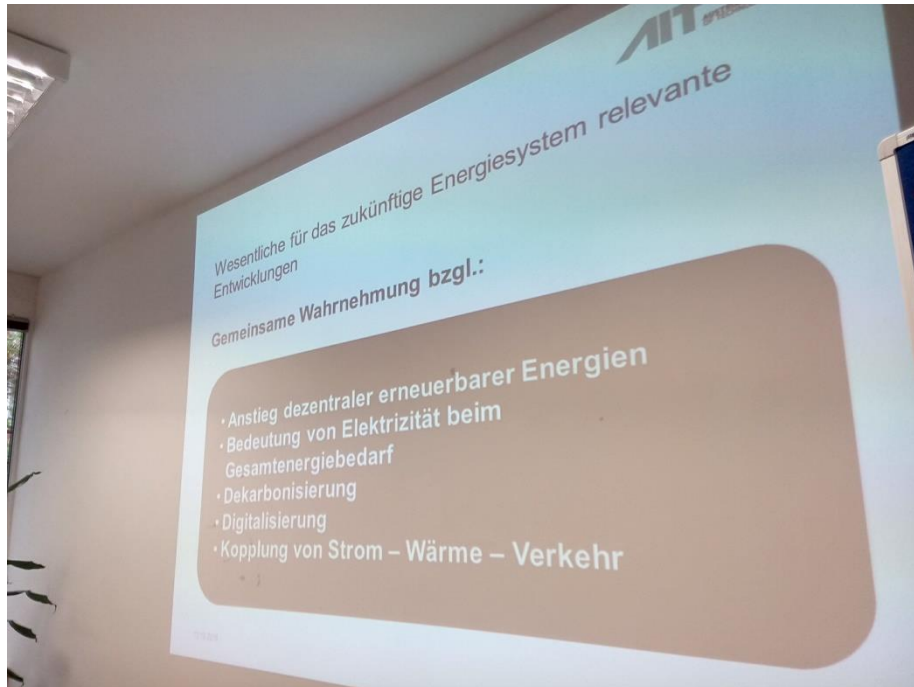 AIT
Wesentliche für das zukünftige Energiesystem relevante
Entwicklungen
Gemeinsame Wahrnehmung bzgl.:
• Anstieg dezentraler erneuerbarer Energien
• Bedeutung von Elektrizität beim
Gesamtenergiebedarf
• Dekarbonisierung
• Digitalisierung
• Kopplung von Strom – Wärme – Verkehr